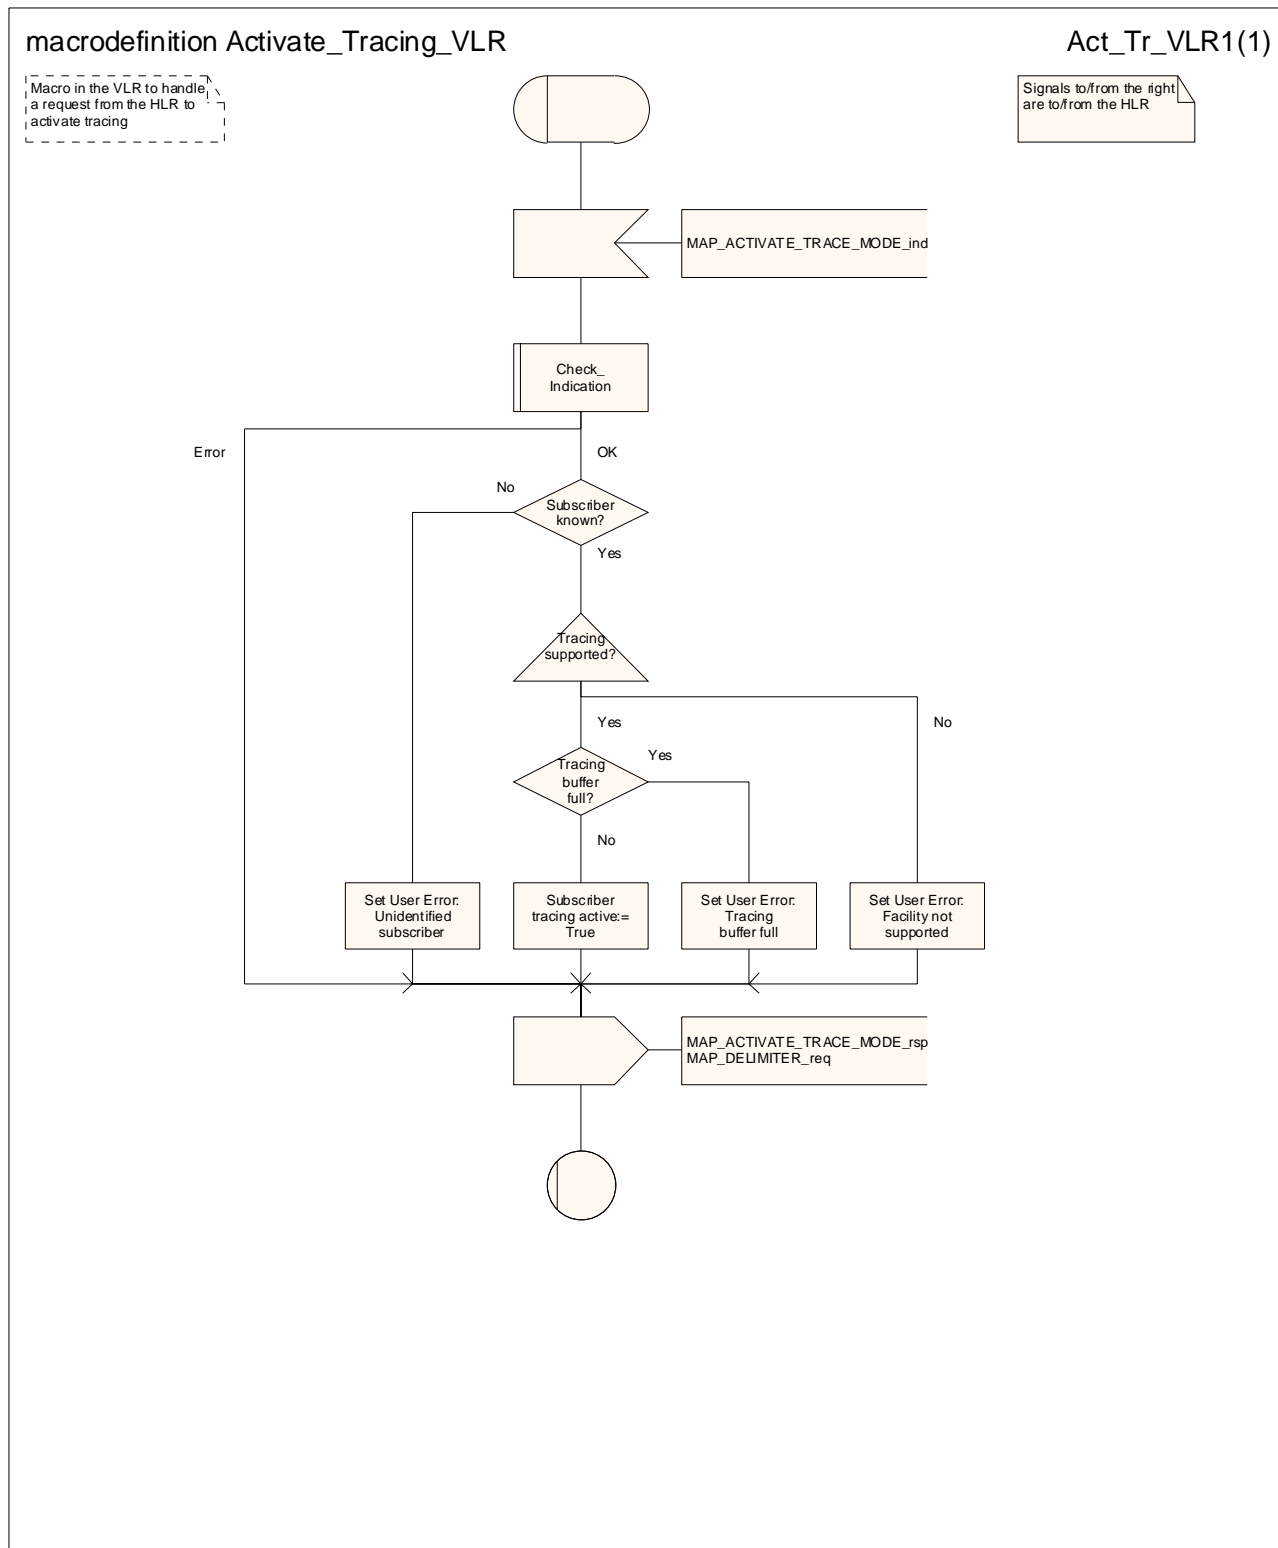 macrodefinition Activate_Tracing_VLR
Act_Tr_VLR1(1)
Macro in the VLR to handle
a request from the HLR to
activate tracing
Signals to/from the right
are to/from the HLR
MAP_ACTIVATE_TRACE_MODE_ind
Check_
Indication
Error
OK
No
Subscriber
known?
Yes
Tracing
supported?
Yes
No
Yes
Tracing
buffer
full?
No
Set User Error:
Unidentified
subscriber
Subscriber
tracing active:=
True
Set User Error:
Tracing
buffer full
Set User Error:
Facility not
supported
MAP_ACTIVATE_TRACE_MODE_rsp
MAP_DELIMITER_req